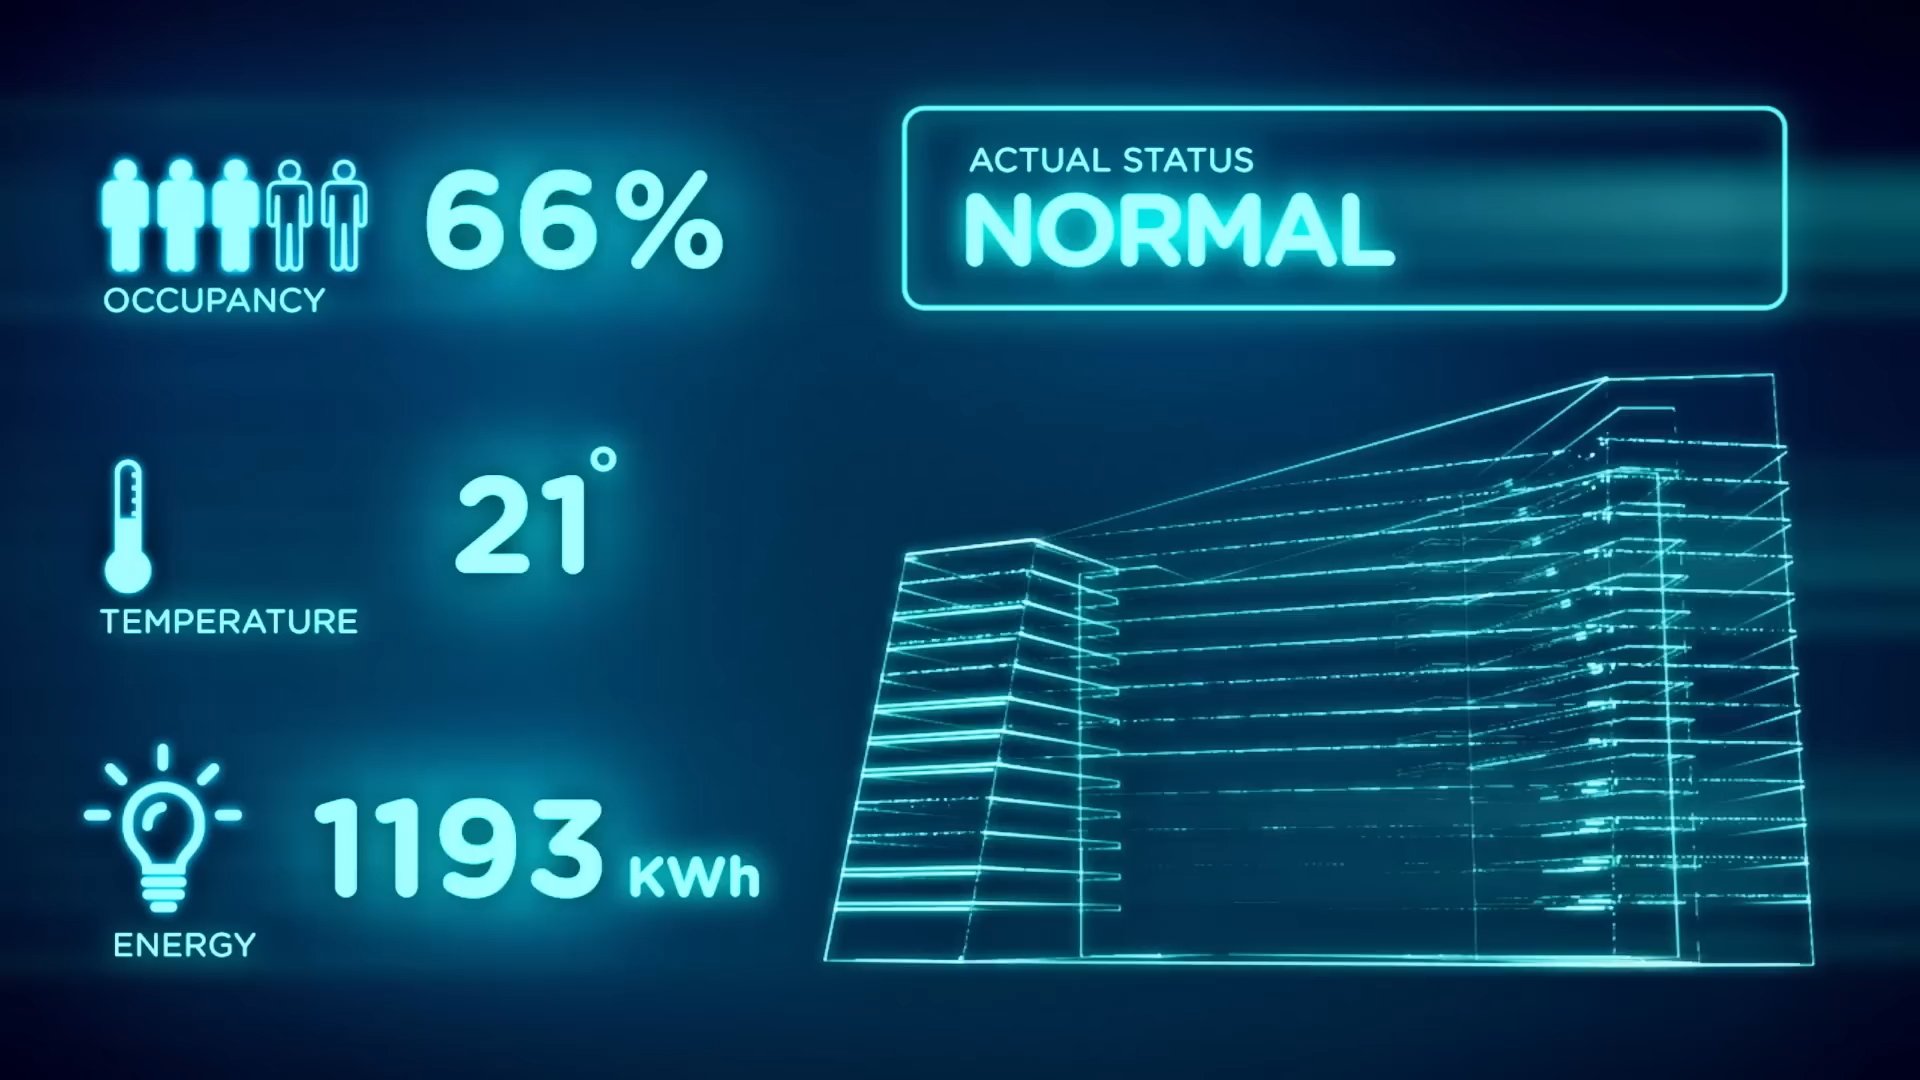 66%
OCCUPANCY
ACTUAL STATUS
NORMAL
21°
TEMPERATURE
1193 KWh
ENERGY